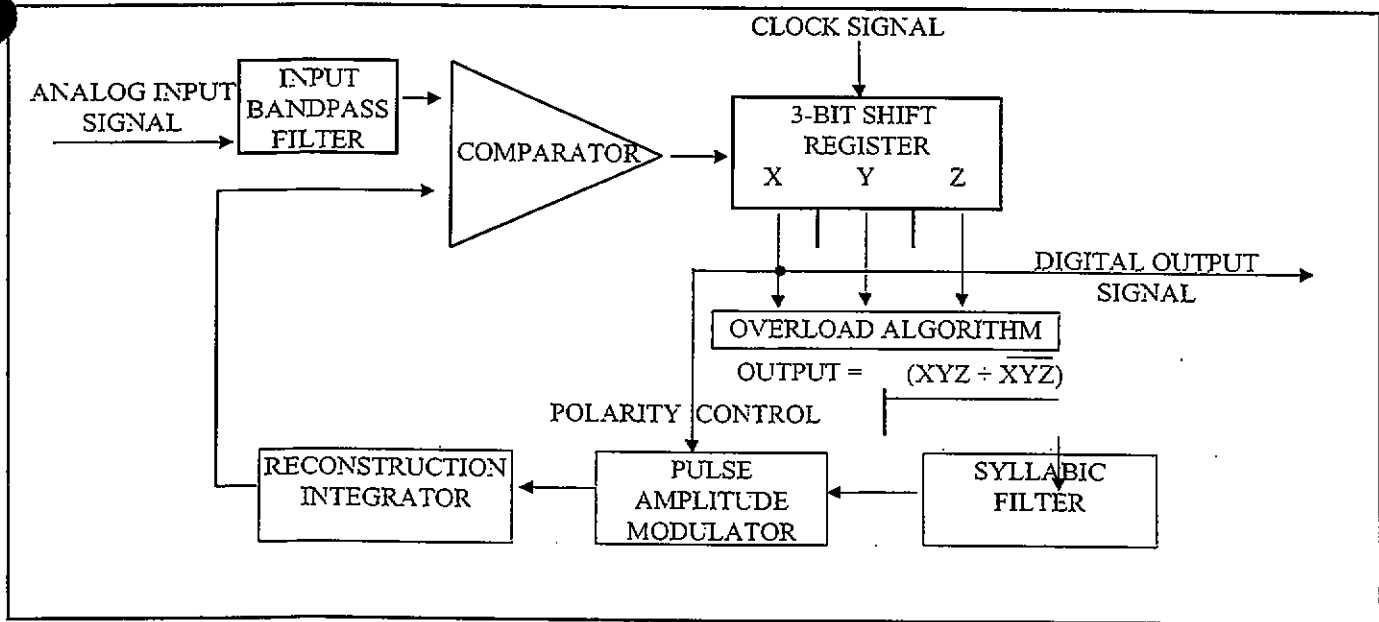 CLOCK SIGNAL
ANALOG INPUT
SIGNAL
INPUT
BANDPASS
FILTER
COMPARATOR
3-BIT SHIFT
REGISTER
X Y Z
DIGITAL OUTPUT
SIGNAL
OVERLOAD ALGORITHM
OUTPUT = (XYZ ÷ X̅Y̅Z̅)
POLARITY CONTROL
RECONSTRUCTION
INTEGRATOR
PULSE
AMPLITUDE
MODULATOR
SYLLABIC
FILTER